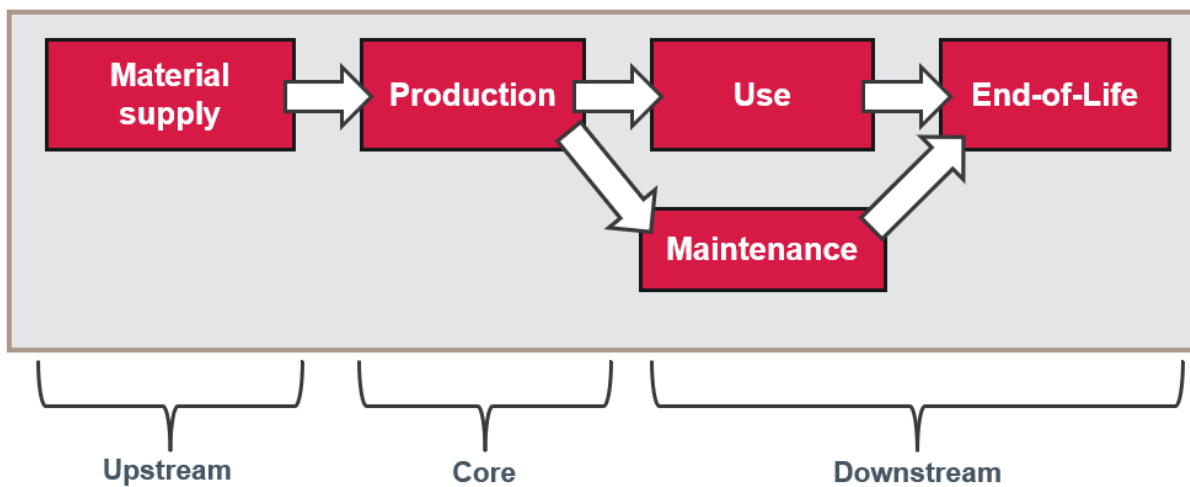 Material
supply
Production
Use
End-of-Life
Maintenance
Upstream
Core
Downstream